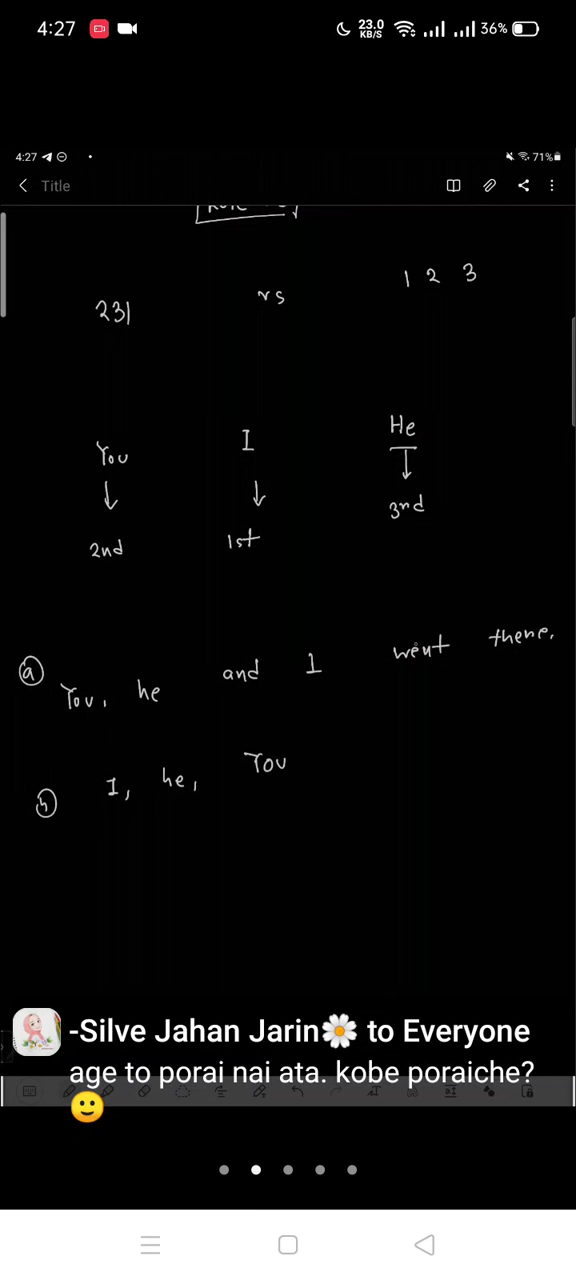 4:27 23.0 KB/S 36%
4:27 71%
Title
231 vs 1 2 3
You I He
2nd 1st 3rd
a You, he and I went there.
b I, he, You
-Silve Jahan Jarin🌼 to Everyone
age to porai nai ata. kobe poraiche?
🙂